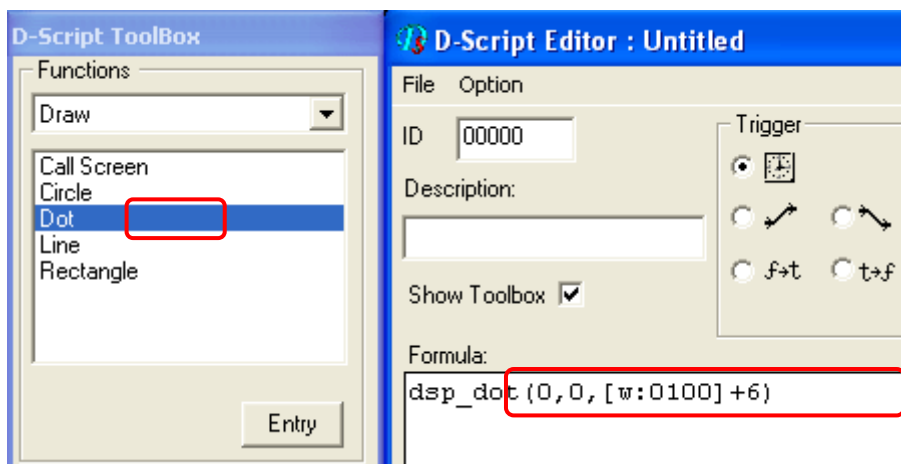 D-Script ToolBox
Functions
Draw
Call Screen
Circle
Dot
Line
Rectangle
Entry
D-Script Editor : Untitled
File Option
ID 00000
Trigger
Description:
f→t t→f
Show Toolbox
Formula:
dsp_dot(0,0,[w:0100]+6)